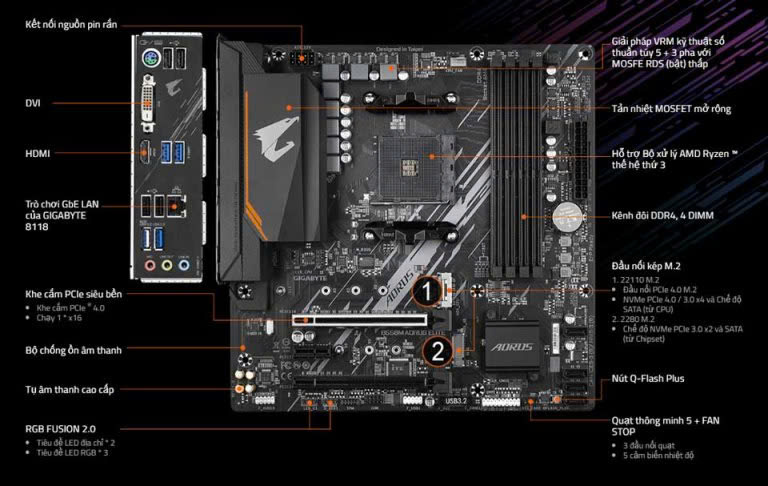 Kết nối nguồn pin rắn
DVI
HDMI
Trò chơi GbE LAN
của GIGABYTE
8118
Khe cắm PCIe siêu bền
Khe cắm PCIe® 4.0
Chạy 1 * x16
Bộ chống ồn âm thanh
Tụ âm thanh cao cấp
RGB FUSION 2.0
Tiêu đề LED địa chỉ * 2
Tiêu đề LED RGB * 3
Designed in Taipei
GIGABYTE
AORUS
1
B550M AORUS ELITE
2
AORUS
USB3.2
Giải pháp VRM kỹ thuật số
thuần túy 5 + 3 pha với
MOSFE RDS (bật) thấp
Tản nhiệt MOSFET mở rộng
Hỗ trợ Bộ xử lý AMD Ryzen ™
thế hệ thứ 3
Kênh đôi DDR4, 4 DIMM
Đầu nối kép M.2
1. 22110 M.2
Đầu nối PCIe 4.0 M.2
NVMe PCIe 4.0 / 3.0 x4 và Chế độ
SATA (từ CPU)
2. 2280 M.2
Chế độ NVMe PCIe 3.0 x2 và SATA
(từ Chipset)
Nút Q-Flash Plus
Quạt thông minh 5 + FAN
STOP
3 đầu nối quạt
5 cảm biến nhiệt độ